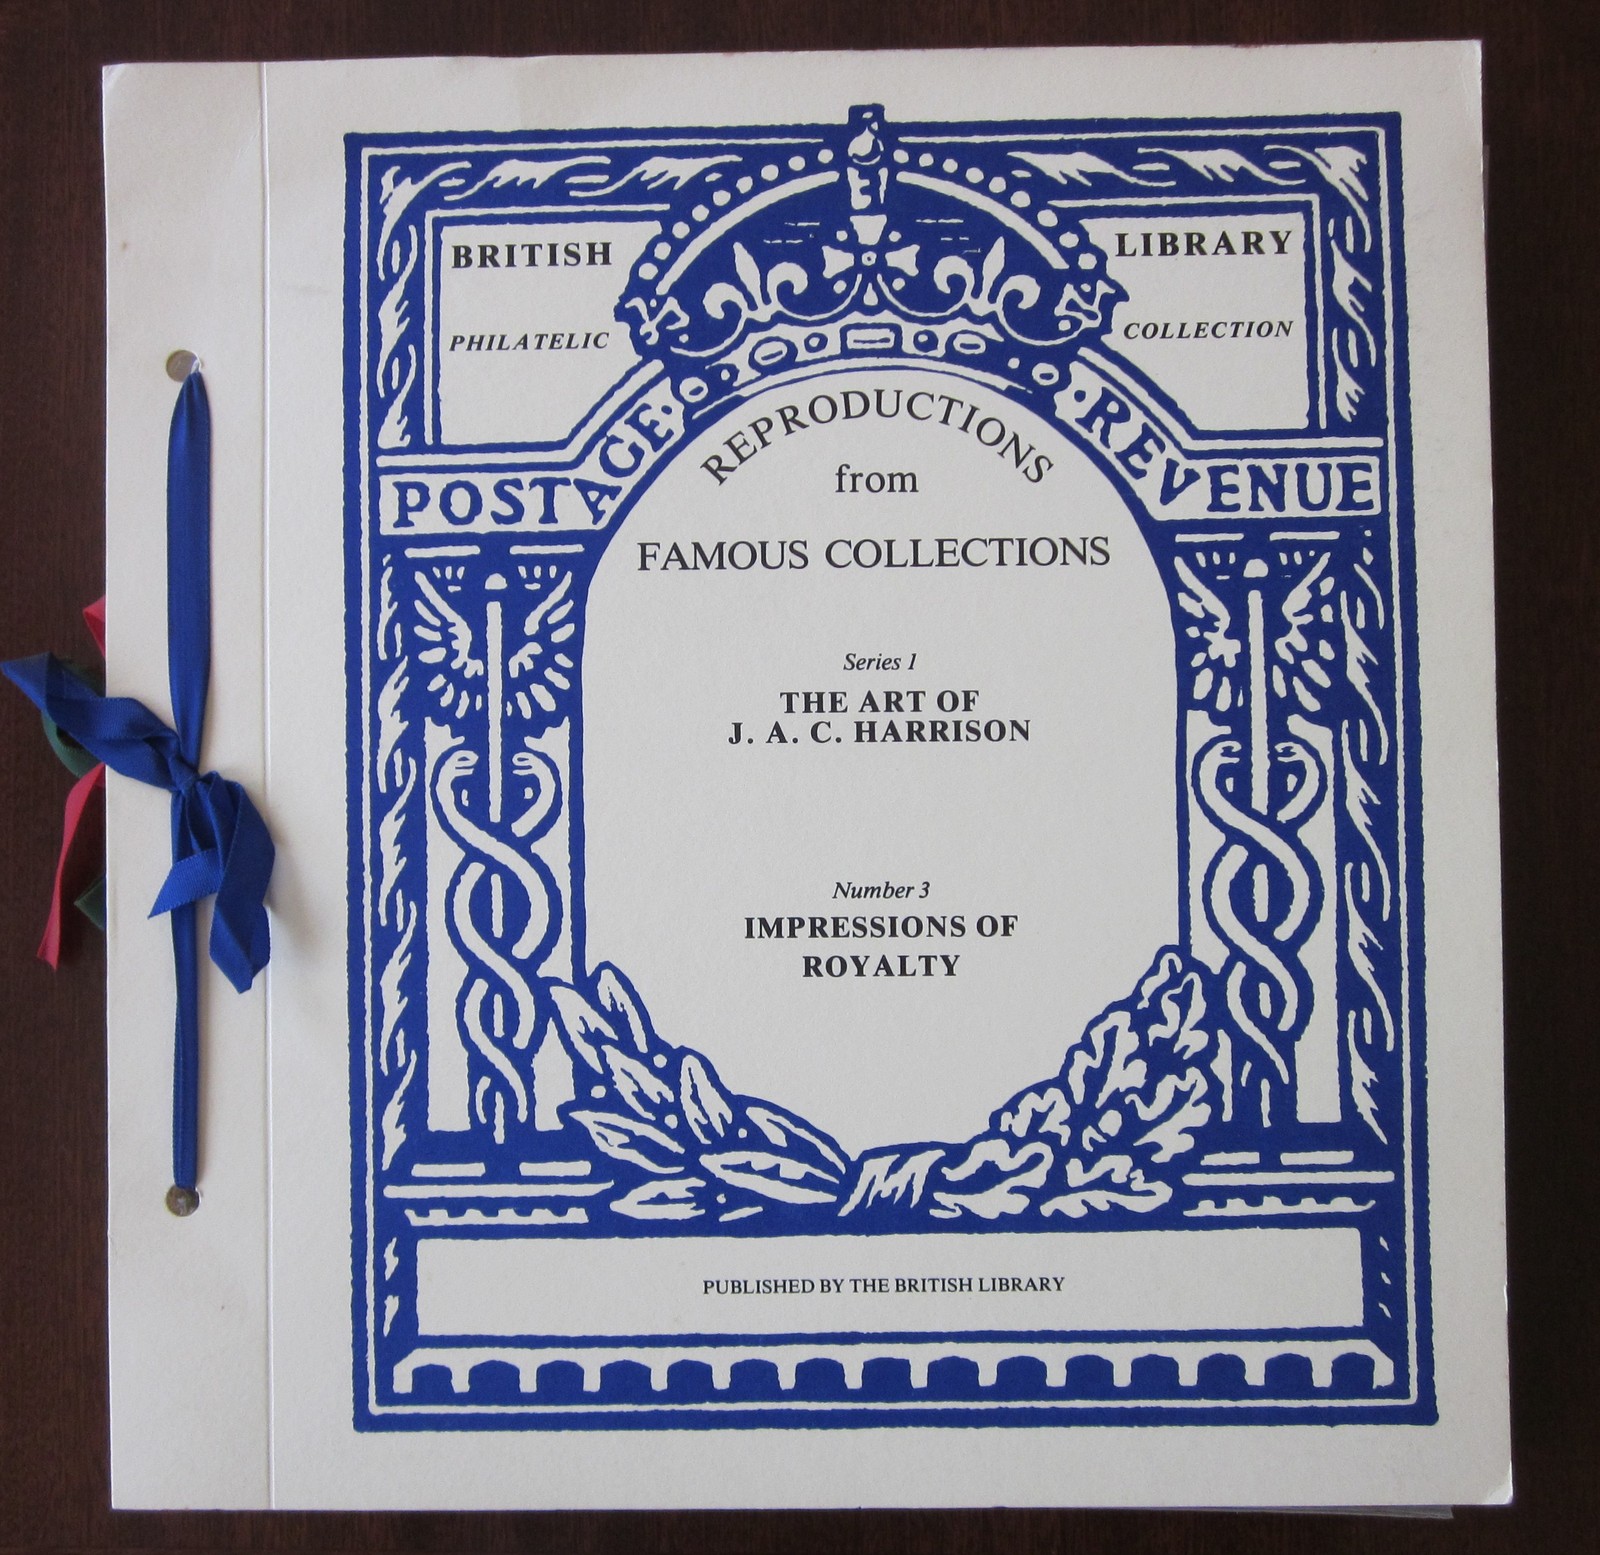 BRITISH LIBRARY
PHILATELIC COLLECTION
POSTAGE REVENUE
REPRODUCTIONS
from
FAMOUS COLLECTIONS
Series 1
THE ART OF
J. A. C. HARRISON
Number 3
IMPRESSIONS OF
ROYALTY
PUBLISHED BY THE BRITISH LIBRARY